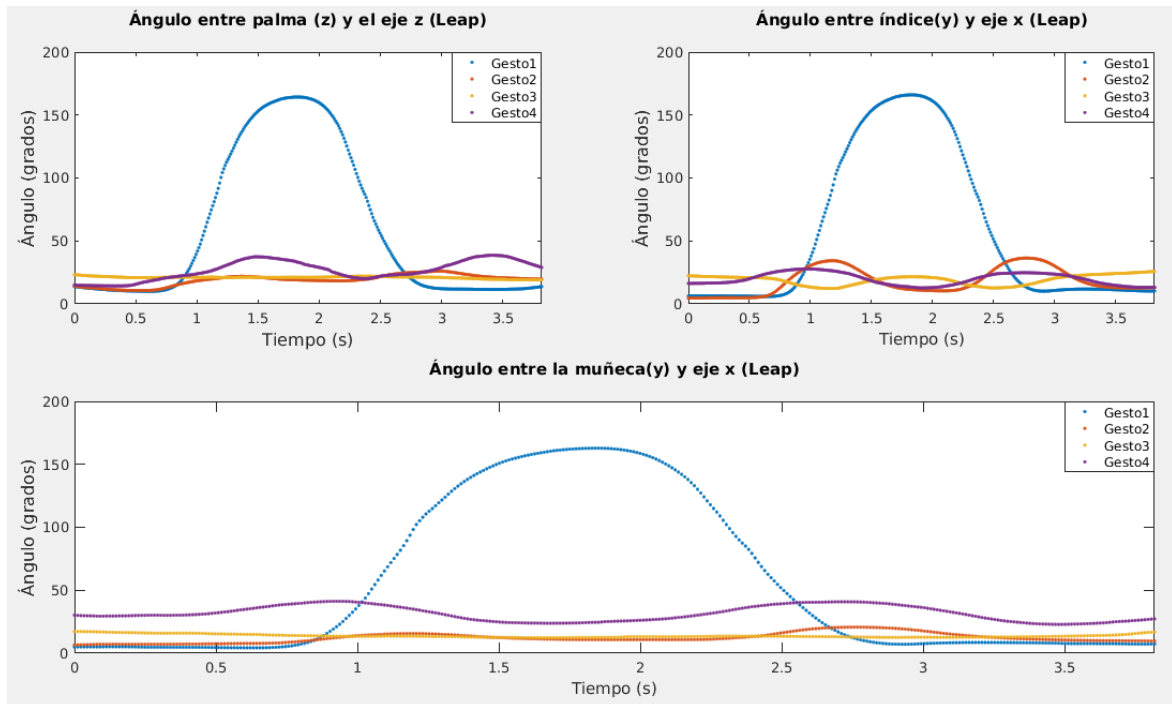 Ángulo entre palma (z) y el eje z (Leap)
200
150
100
50
0
Ángulo (grados)
0 0.5 1 1.5 2 2.5 3 3.5
Tiempo (s)
Gesto1
Gesto2
Gesto3
Gesto4
Ángulo entre índice(y) y eje x (Leap)
200
150
100
50
0
Ángulo (grados)
0 0.5 1 1.5 2 2.5 3 3.5
Tiempo (s)
Gesto1
Gesto2
Gesto3
Gesto4
Ángulo entre la muñeca(y) y eje x (Leap)
200
150
100
50
0
Ángulo (grados)
0 0.5 1 1.5 2 2.5 3 3.5
Tiempo (s)
Gesto1
Gesto2
Gesto3
Gesto4